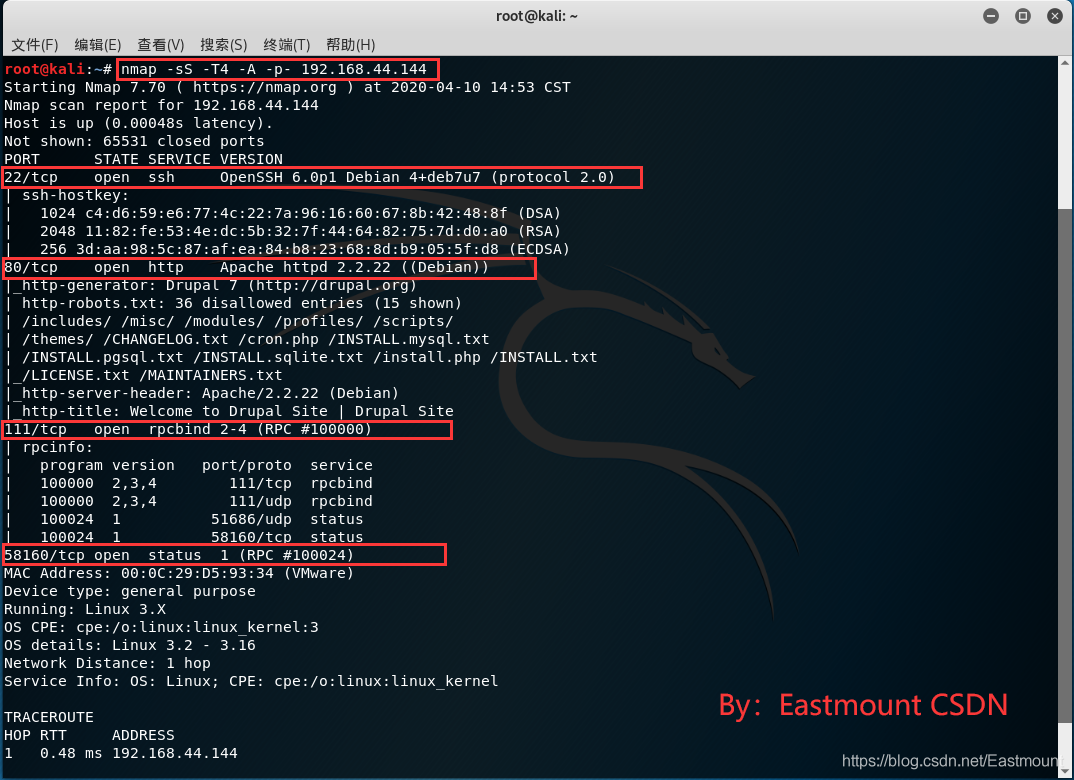 root@kali: ~
文件(F) 编辑(E) 查看(V) 搜索(S) 终端(T) 帮助(H)
root@kali:~# nmap -sS -T4 -A -p- 192.168.44.144
Starting Nmap 7.70 ( https://nmap.org ) at 2020-04-10 14:53 CST
Nmap scan report for 192.168.44.144
Host is up (0.00048s latency).
Not shown: 65531 closed ports
PORT      STATE SERVICE VERSION
22/tcp    open  ssh     OpenSSH 6.0p1 Debian 4+deb7u7 (protocol 2.0)
| ssh-hostkey:
|   1024 c4:d6:59:e6:77:4c:22:7a:96:16:60:67:8b:42:48:8f (DSA)
|   2048 11:82:fe:53:4e:dc:5b:32:7f:44:64:82:75:7d:d0:a0 (RSA)
|   256 3d:aa:98:5c:87:af:ea:84:b8:23:68:8d:b9:05:5f:d8 (ECDSA)
80/tcp    open  http    Apache httpd 2.2.22 ((Debian))
|_http-generator: Drupal 7 (http://drupal.org)
| http-robots.txt: 36 disallowed entries (15 shown)
| /includes/ /misc/ /modules/ /profiles/ /scripts/
| /themes/ /CHANGELOG.txt /cron.php /INSTALL.mysql.txt
| /INSTALL.pgsql.txt /INSTALL.sqlite.txt /install.php /INSTALL.txt
|_/LICENSE.txt /MAINTAINERS.txt
|_http-server-header: Apache/2.2.22 (Debian)
|_http-title: Welcome to Drupal Site | Drupal Site
111/tcp   open  rpcbind 2-4 (RPC #100000)
| rpcinfo:
|   program version   port/proto  service
|   100000  2,3,4        111/tcp  rpcbind
|   100000  2,3,4        111/udp  rpcbind
|   100024  1          51686/udp  status
|   100024  1          58160/tcp  status
58160/tcp open  status  1 (RPC #100024)
MAC Address: 00:0C:29:D5:93:34 (VMware)
Device type: general purpose
Running: Linux 3.X
OS CPE: cpe:/o:linux:linux_kernel:3
OS details: Linux 3.2 - 3.16
Network Distance: 1 hop
Service Info: OS: Linux; CPE: cpe:/o:linux:linux_kernel
By：Eastmount CSDN
TRACEROUTE
HOP RTT     ADDRESS
1   0.48 ms 192.168.44.144
https://blog.csdn.net/Eastmount